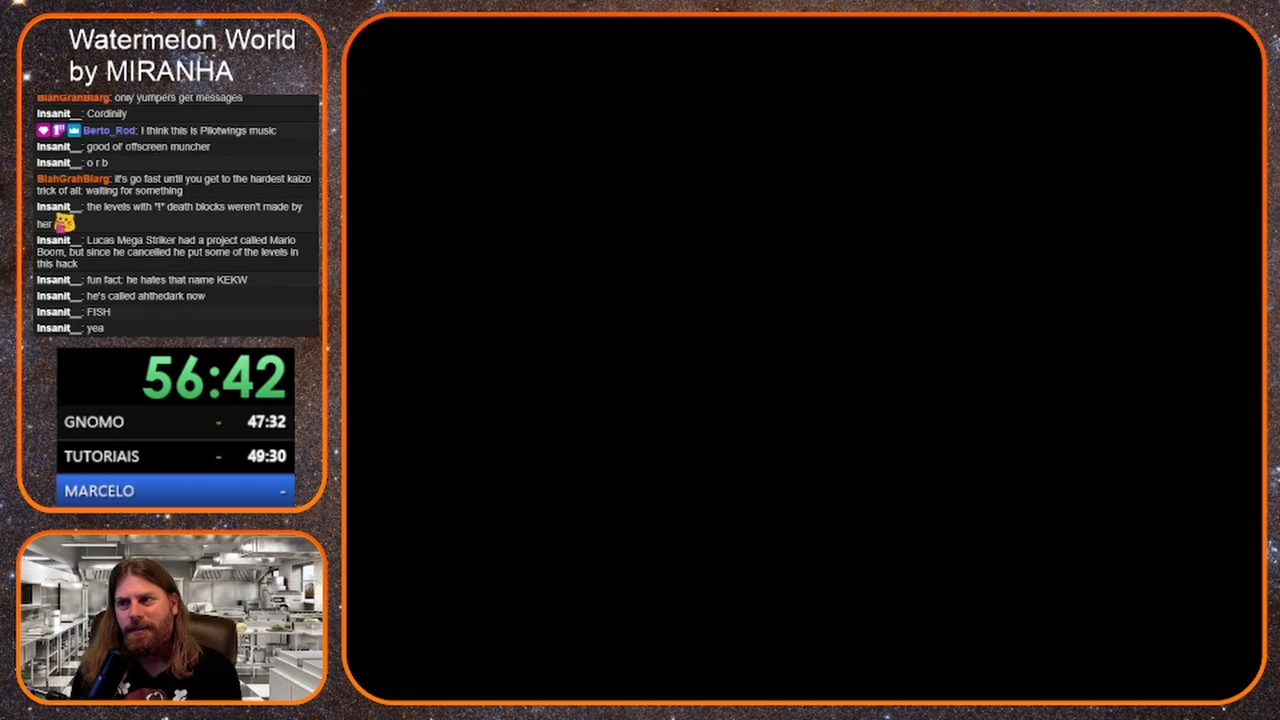 Watermelon World
by MIRANHA
BlahGrahBlarg: only yumpers get messages
Insanit__: Cordinily
Berto_Rod: I think this is Pilotwings music
Insanit__: good ol' offscreen muncher
Insanit__: o r b
BlahGrahBlarg: it's go fast until you get to the hardest kaizo
trick of all: waiting for something
Insanit__: the levels with "!" death blocks weren't made by
her
Insanit__: Lucas Mega Striker had a project called Mario
Boom, but since he cancelled he put some of the levels in
this hack
Insanit__: fun fact: he hates that name KEKW
Insanit__: he's called ahthedark now
Insanit__: FISH
Insanit__: yea
56:42
GNOMO - 47:32
TUTORIAIS - 49:30
MARCELO -